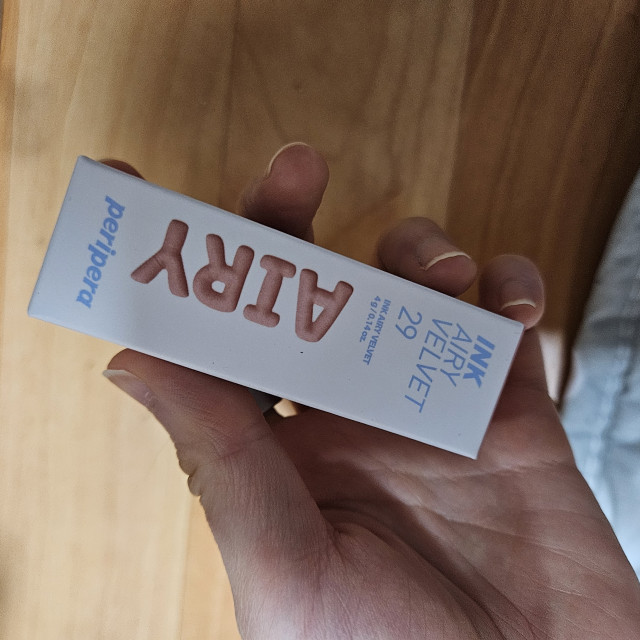 INK
AIRY
VELVET
29
INK AIRY VELVET
4g / 0.14 oz.
AIRY
peripera